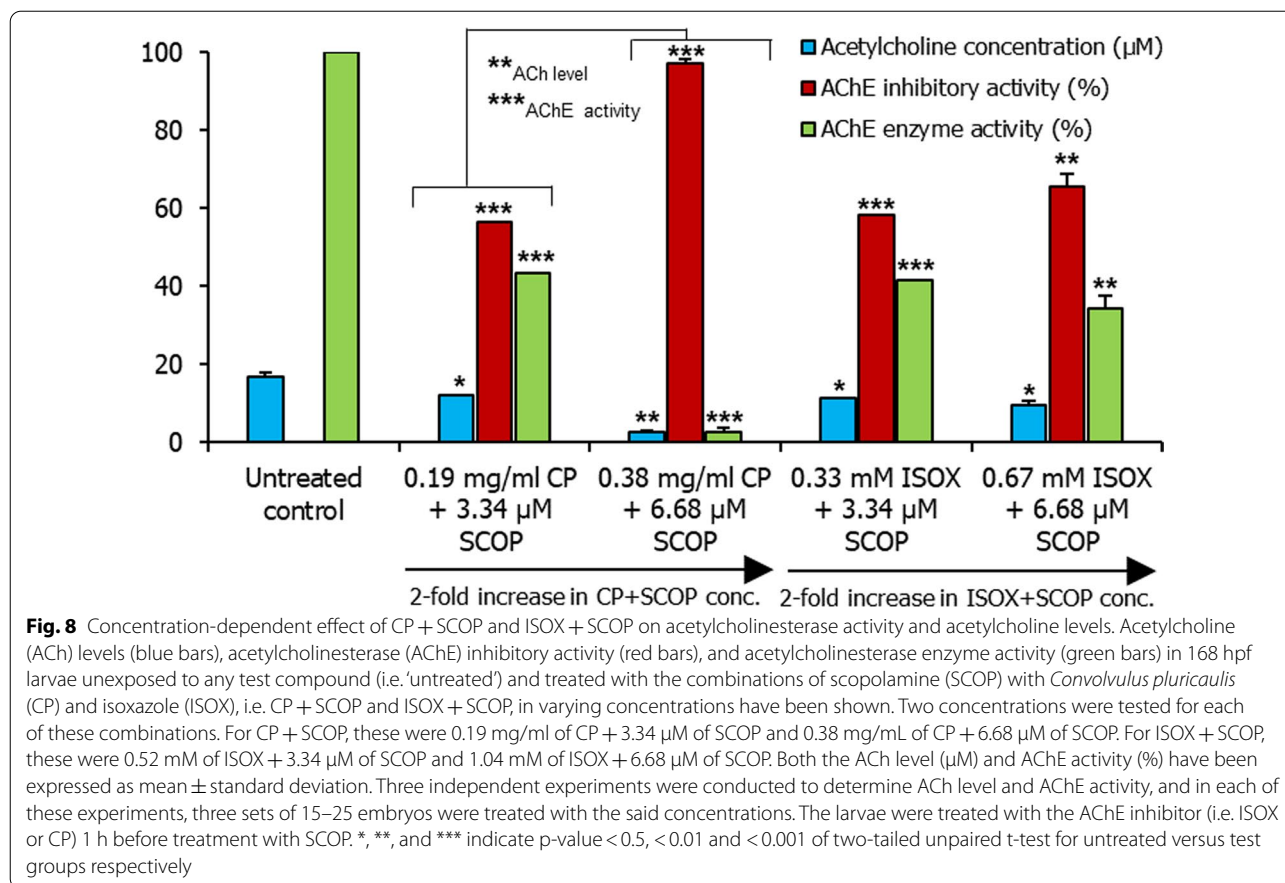 100
80
60
40
20
0
**ACh level
***AChE activity
***
***
***
*
**
***
***
***
*
**
**
*
Acetylcholine concentration (µM)
AChE inhibitory activity (%)
AChE enzyme activity (%)
Untreated
control
0.19 mg/ml CP
+ 3.34 µM
SCOP
0.38 mg/ml CP
+ 6.68 µM
SCOP
0.33 mM ISOX
+ 3.34 µM
SCOP
0.67 mM ISOX
+ 6.68 µM
SCOP
2-fold increase in CP+SCOP conc.
2-fold increase in ISOX+SCOP conc.
Fig. 8 Concentration-dependent effect of CP + SCOP and ISOX + SCOP on acetylcholinesterase activity and acetylcholine levels. Acetylcholine
(ACh) levels (blue bars), acetylcholinesterase (AChE) inhibitory activity (red bars), and acetylcholinesterase enzyme activity (green bars) in 168 hpf
larvae unexposed to any test compound (i.e. ‘untreated’) and treated with the combinations of scopolamine (SCOP) with Convolvulus pluricaulis
(CP) and isoxazole (ISOX), i.e. CP + SCOP and ISOX + SCOP, in varying concentrations have been shown. Two concentrations were tested for each
of these combinations. For CP + SCOP, these were 0.19 mg/ml of CP + 3.34 µM of SCOP and 0.38 mg/mL of CP + 6.68 µM of SCOP. For ISOX + SCOP,
these were 0.52 mM of ISOX + 3.34 µM of SCOP and 1.04 mM of ISOX + 6.68 µM of SCOP. Both the ACh level (µM) and AChE activity (%) have been
expressed as mean ± standard deviation. Three independent experiments were conducted to determine ACh level and AChE activity, and in each of
these experiments, three sets of 15–25 embryos were treated with the said concentrations. The larvae were treated with the AChE inhibitor (i.e. ISOX
or CP) 1 h before treatment with SCOP. *, **, and *** indicate p-value < 0.5, < 0.01 and < 0.001 of two-tailed unpaired t-test for untreated versus test
groups respectively